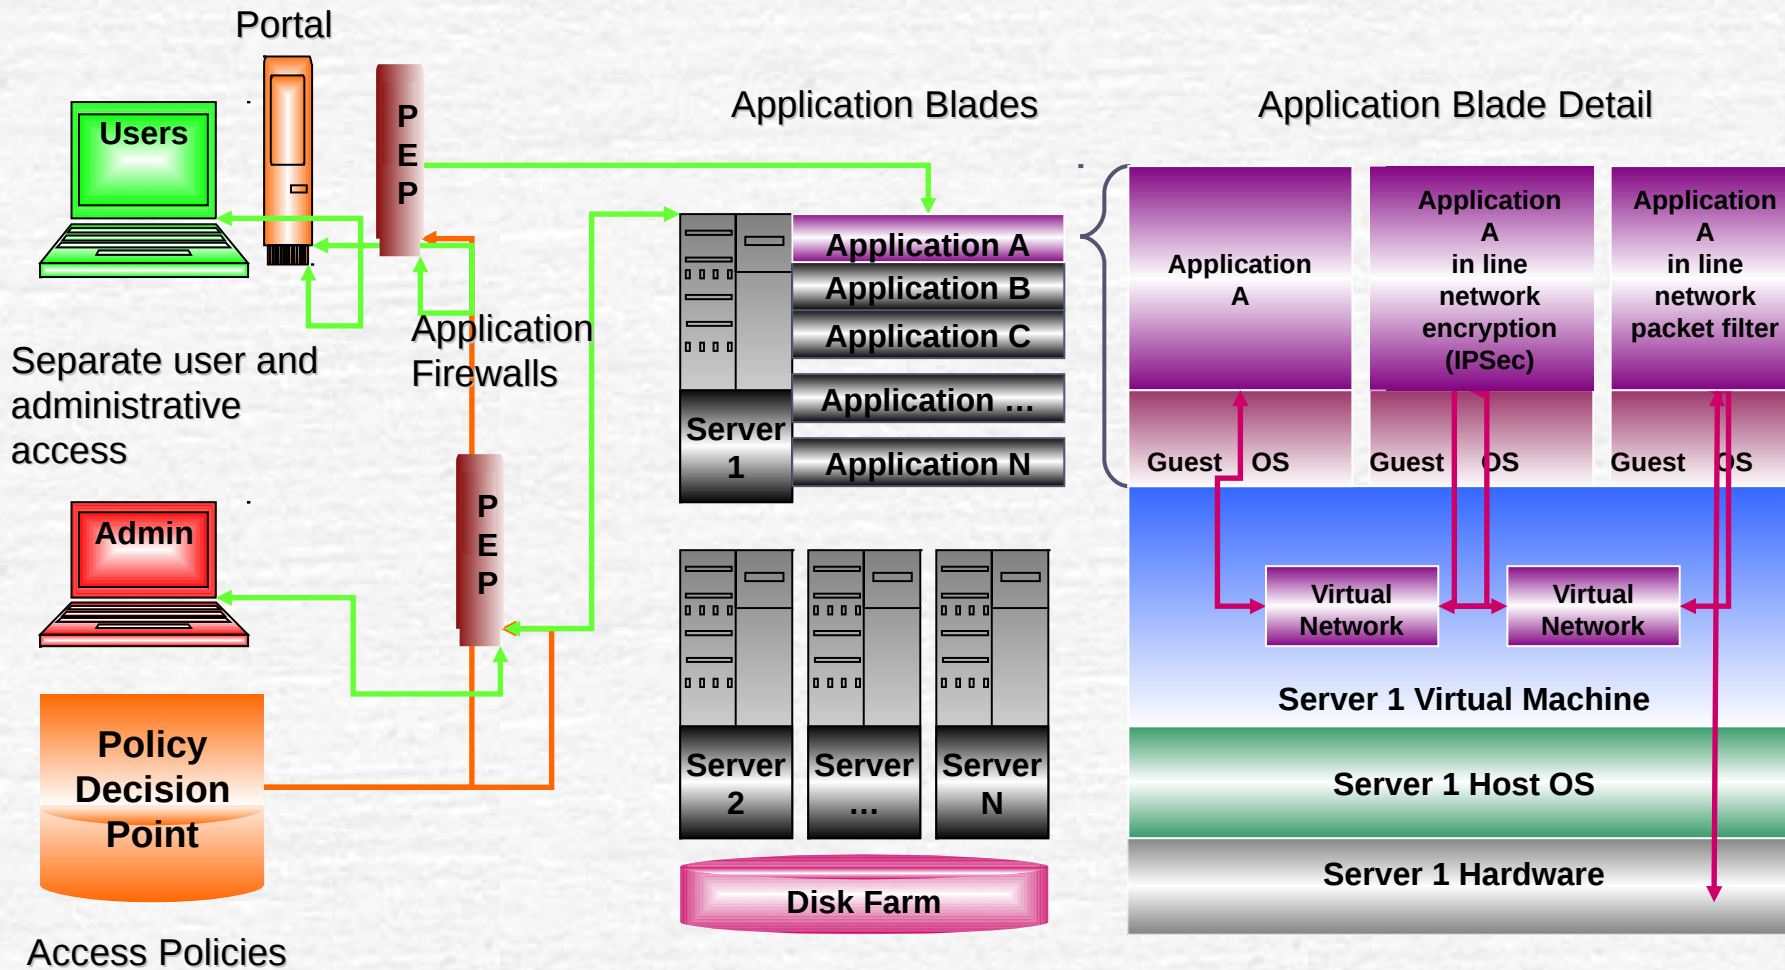 Portal
Users
P
E
P
Application
Firewalls
Separate user and
administrative
access
Admin
P
E
P
Policy
Decision
Point
Access Policies
Application Blades
Application A
Application B
Application C
Application …
Application N
Server
1
Server
2
Server
…
Server
N
Disk Farm
Application Blade Detail
Application
A
Application
A
in line
network
encryption
(IPSec)
Application
A
in line
network
packet filter
Guest OS
Guest OS
Guest OS
Virtual
Network
Virtual
Network
Server 1 Virtual Machine
Server 1 Host OS
Server 1 Hardware